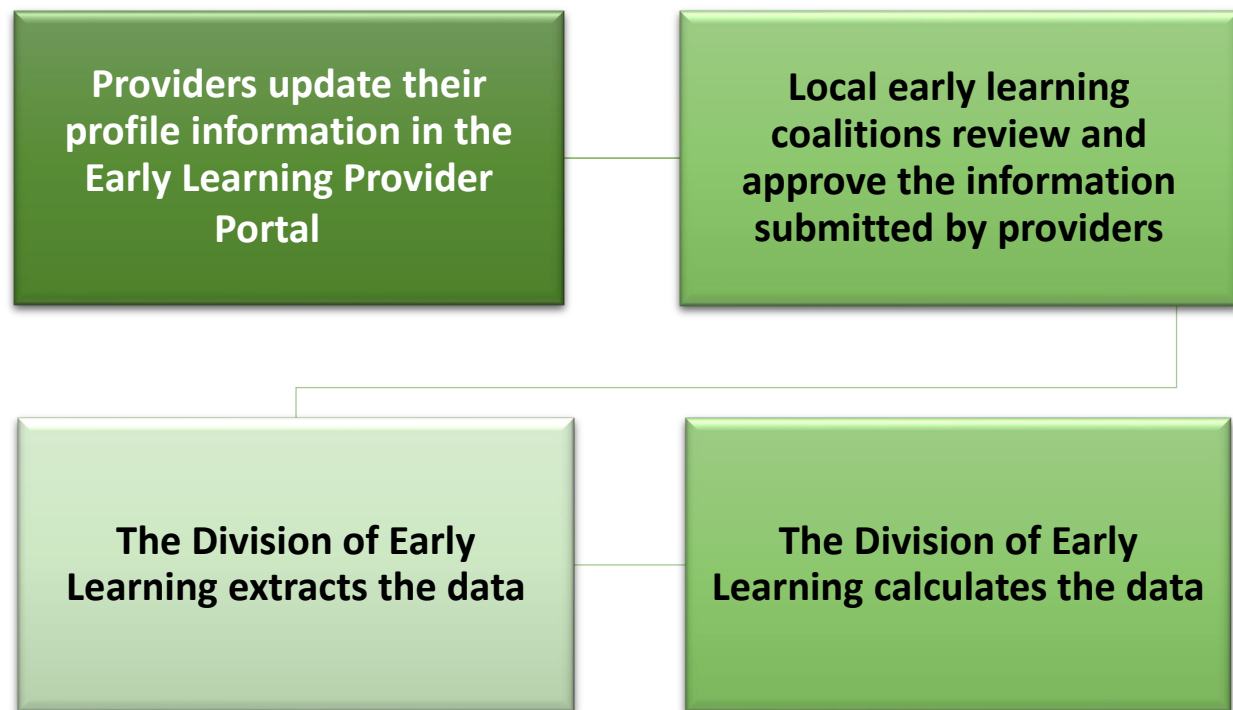 Providers update their
profile information in the
Early Learning Provider
Portal
Local early learning
coalitions review and
approve the information
submitted by providers
The Division of Early
Learning extracts the data
The Division of Early
Learning calculates the data